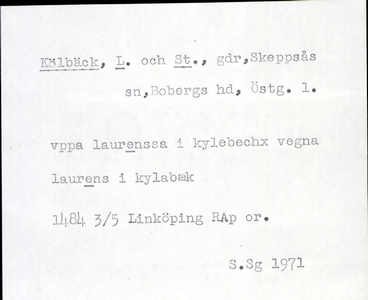 Kölbäck, L. och St., gdr,Skeppsås
sn,Bobergs hd, Östg. l.
vppa laurenssa i kylebechx vegna
laurens i kylabæk
1484 3/5 Linköping RAp or.
S.Sg 1971